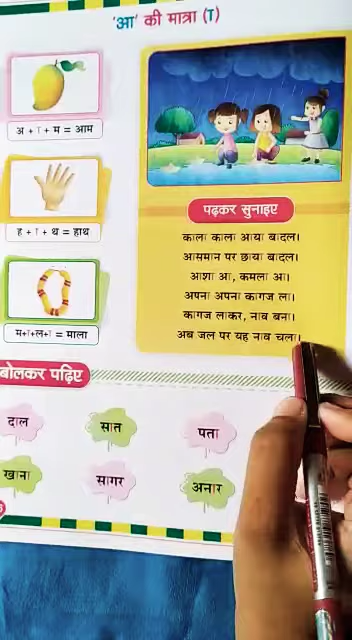 'आ' की मात्रा (ा)
अ + ा + म = आम
ह + ा + थ = हाथ
म+ा+ल+ा = माला
पढ़कर सुनाइए
काला काला आया बादल।
आसमान पर छाया बादल।
आशा आ, कमला आ।
अपना अपना कागज ला।
कागज लाकर, नाव बना।
अब जल पर यह नाव चला।
बोलकर पढ़िए
दाल सात पता
खाना सागर अनार